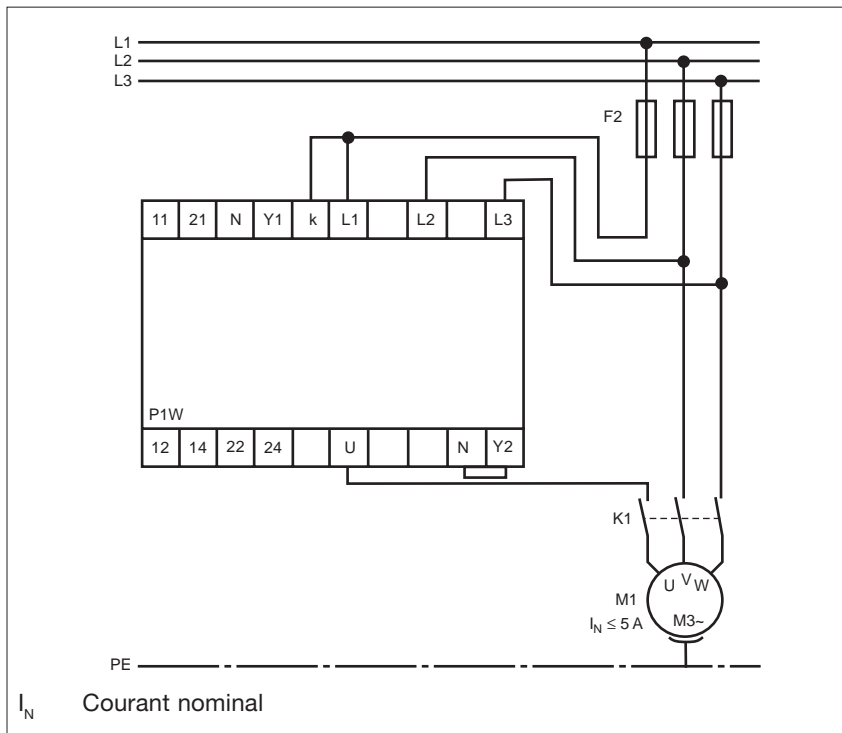 L1
L2
L3
F2
11 21 N Y1 k L1 L2 L3
P1W
12 14 22 24 U N Y2
K1
U V W
M1
M3~
I_N ≤ 5 A
PE
I_N Courant nominal